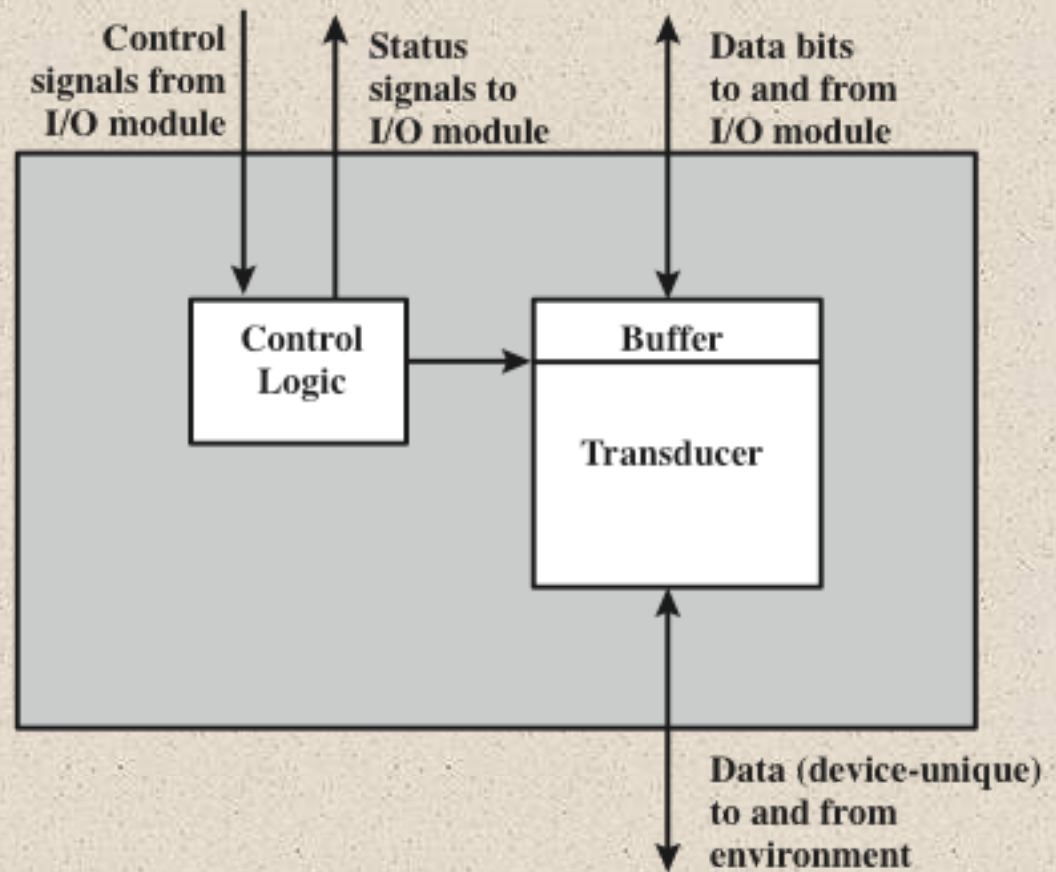 Control
signals from
I/O module
Status
signals to
I/O module
Data bits
to and from
I/O module
Control
Logic
Buffer
Transducer
Data (device-unique)
to and from
environment